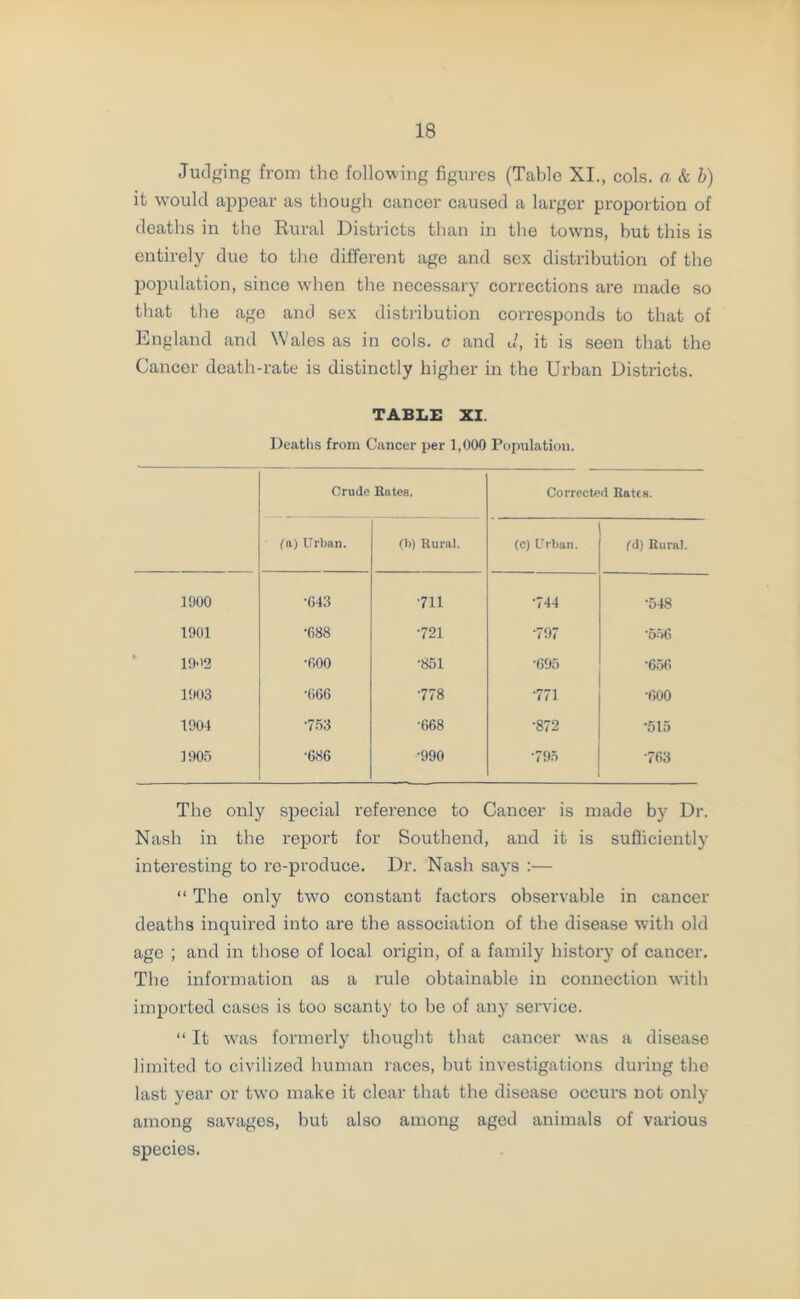 18
Judging from the following figures (Table XI., cols. a & b)
it would appear as though cancer caused a larger proportion of
deaths in the Rural Districts than in the towns, but this is
entirely due to the different age and sex distribution of the
population, since when the necessary corrections are made so
that the age and sex distribution corresponds to that of
England and Wales as in cols. c and d, it is seen that the
Cancer death-rate is distinctly higher in the Urban Districts.
TABLE XI.
Deaths from Cancer per 1,000 Population.
Crude Rates. Corrected Rates.
(a) Urban. (b) Rural. (c) Urban. (d) Rural.
1900 ·643 ·711 ·744 ·548
1901 ·688 ·721 ·797 ·556
1902 ·600 ·851 ·695 ·656
1903 ·666 ·778 ·771 ·600
1904 ·753 ·668 ·872 ·515
1905 ·686 ·990 ·795 ·763
The only special reference to Cancer is made by Dr.
Nash in the report for Southend, and it is sufficiently
interesting to re-produce. Dr. Nash says :—
“ The only two constant factors observable in cancer
deaths inquired into are the association of the disease with old
age ; and in those of local origin, of a family history of cancer.
The information as a rule obtainable in connection with
imported cases is too scanty to be of any service.
“ It was formerly thought that cancer was a disease
limited to civilized human races, but investigations during the
last year or two make it clear that the disease occurs not only
among savages, but also among aged animals of various
species.